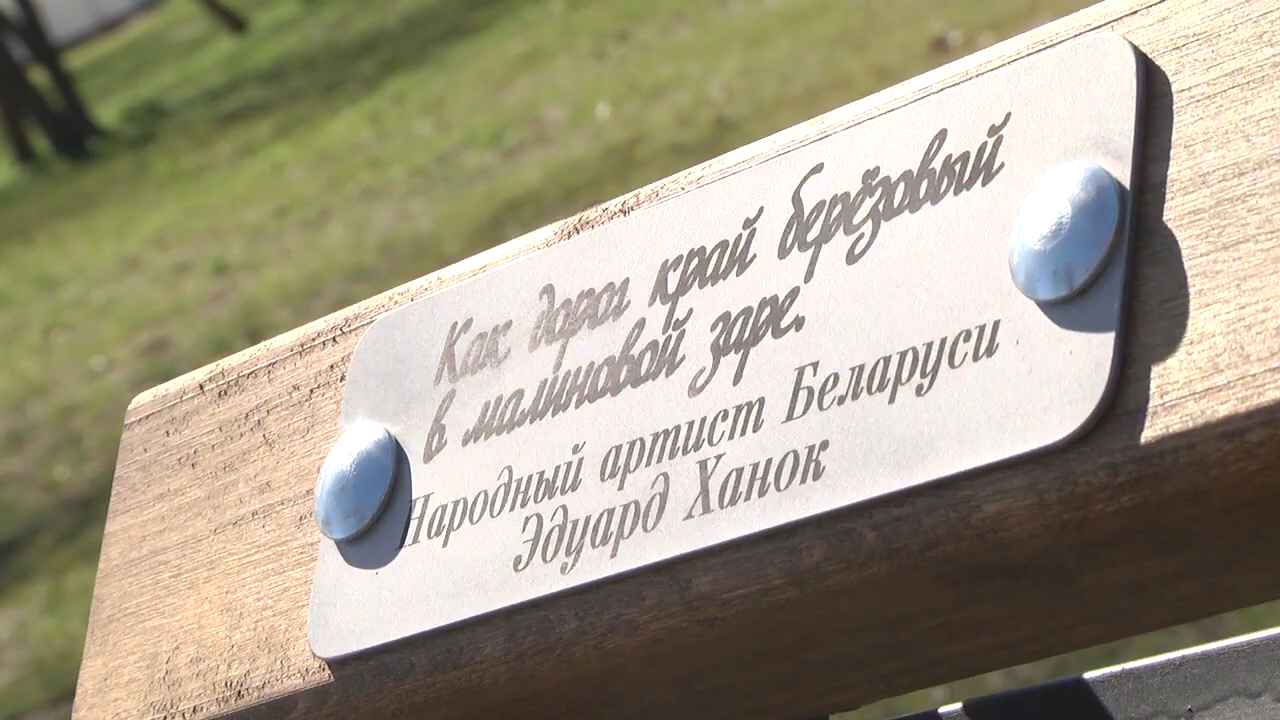 Как дорог край берёзовый
в малиновой заре.
Народный артист Беларуси
Эдуард Ханок